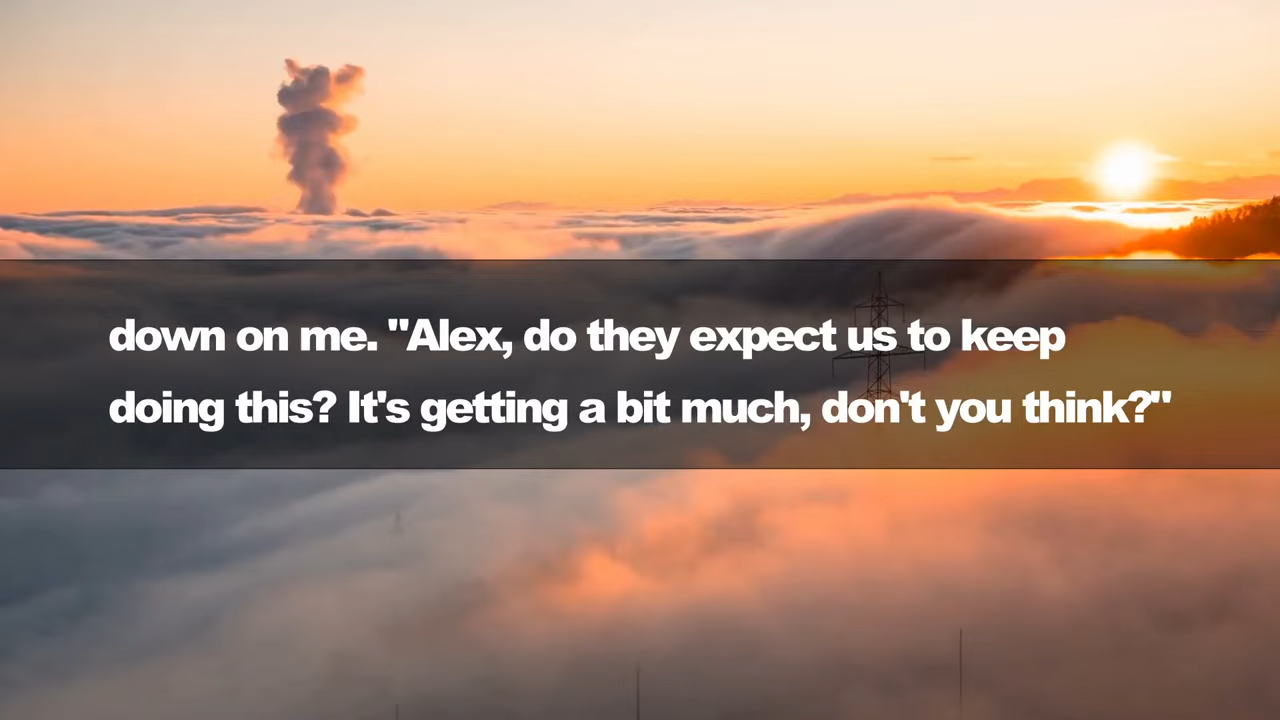 down on me. "Alex, do they expect us to keep
doing this? It's getting a bit much, don't you think?"